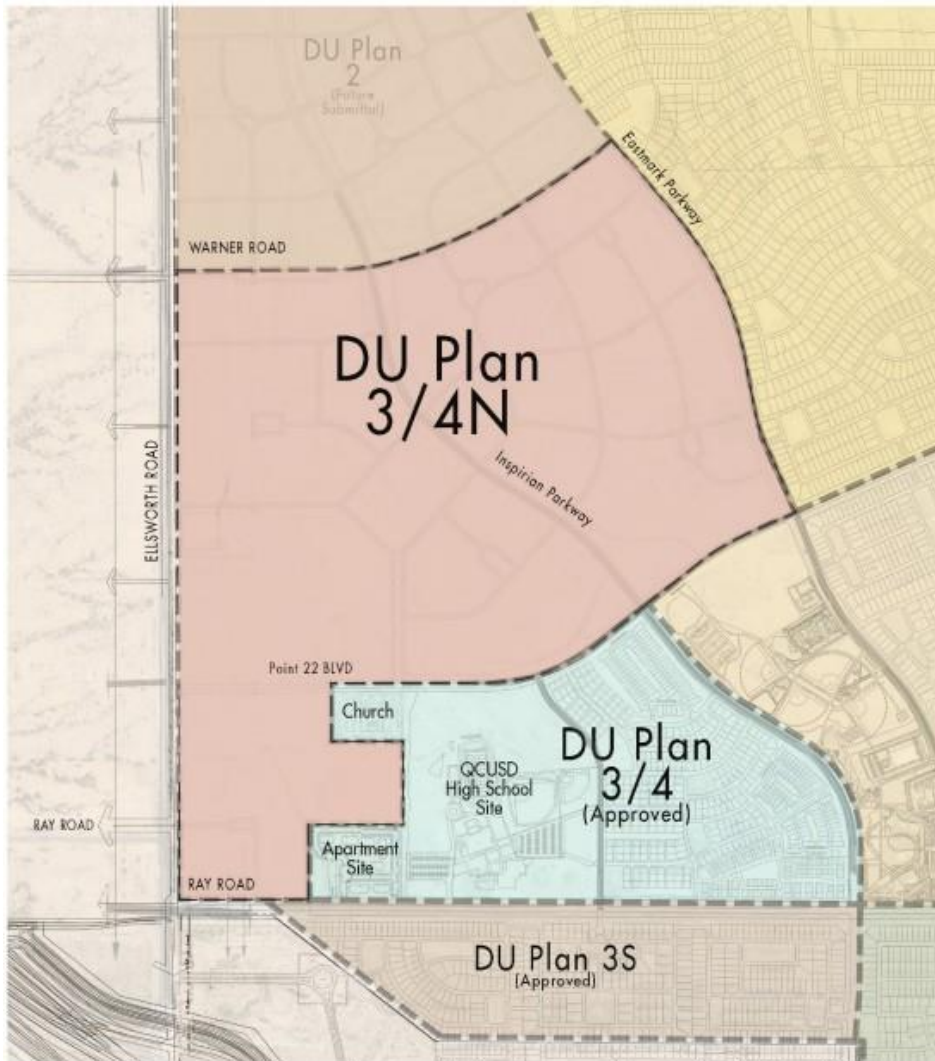 DU Plan
2
(Future
Submittal)
Eastmark Parkway
WARNER ROAD
DU Plan
3/4N
ELLSWORTH ROAD
Inspirian Parkway
Point 22 BLVD
Church
DU Plan
3/4
(Approved)
QCUSD
High School
Site
RAY ROAD
Apartment
Site
RAY ROAD
DU Plan 3S
(Approved)